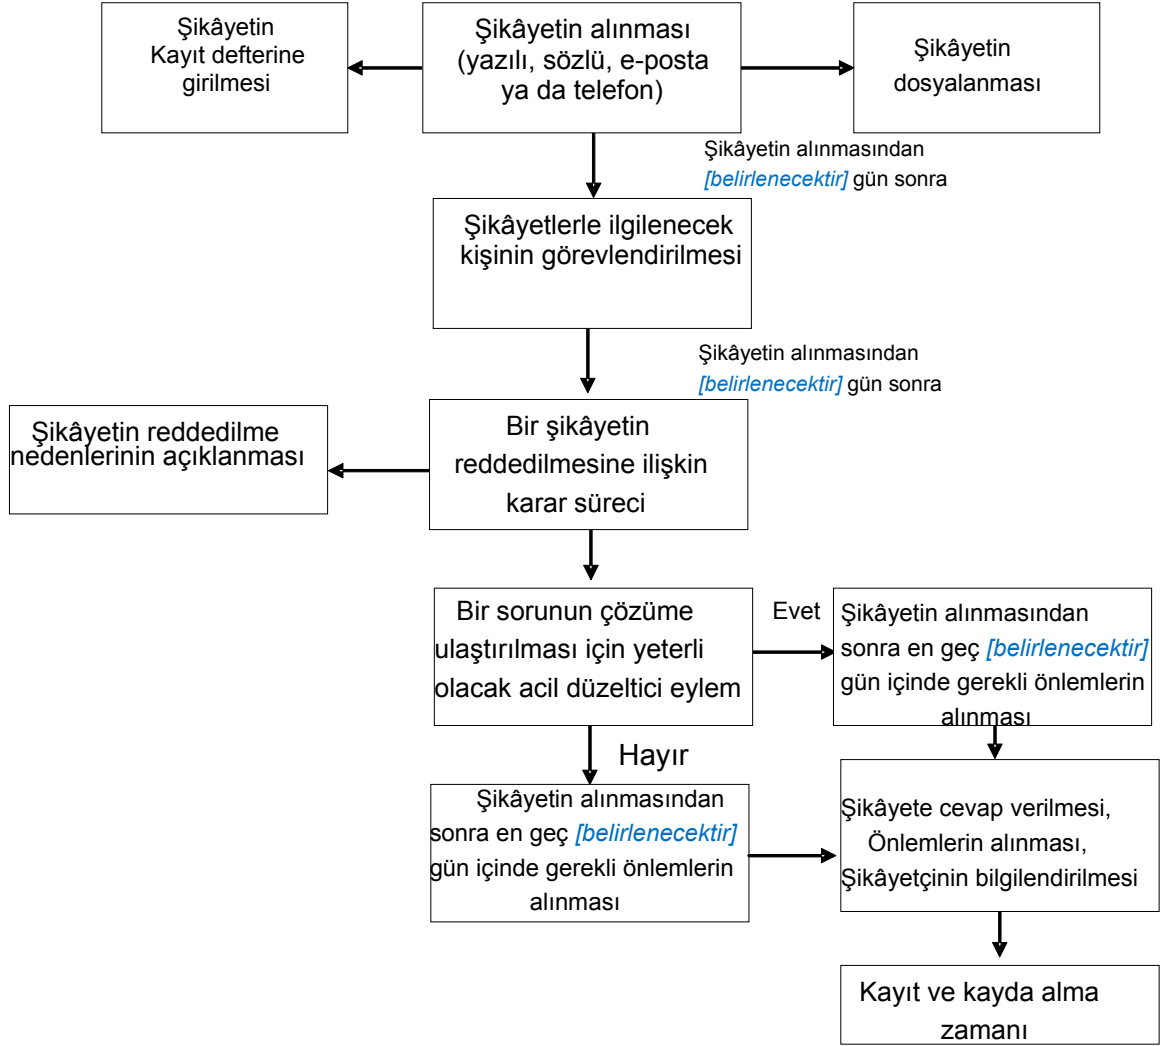 Şikâyetin
Kayıt defterine
girilmesi
Şikâyetin alınması
(yazılı, sözlü, e-posta
ya da telefon)
Şikâyetin
dosyalanması
Şikâyetin alınmasından
[belirlenecektir] gün sonra
Şikâyetlerle ilgilenecek
kişinin görevlendirilmesi
Şikâyetin alınmasından
[belirlenecektir] gün sonra
Şikâyetin reddedilme
nedenlerinin açıklanması
Bir şikâyetin
reddedilmesine ilişkin
karar süreci
Bir sorunun çözüme
ulaştırılması için yeterli
olacak acil düzeltici eylem
Evet
Şikâyetin alınmasından
sonra en geç [belirlenecektir]
gün içinde gerekli önlemlerin
alınması
Hayır
Şikâyetin alınmasından
sonra en geç [belirlenecektir]
gün içinde gerekli önlemlerin
alınması
Şikâyete cevap verilmesi,
Önlemlerin alınması,
Şikâyetçinin bilgilendirilmesi
Kayıt ve kayda alma
zamanı